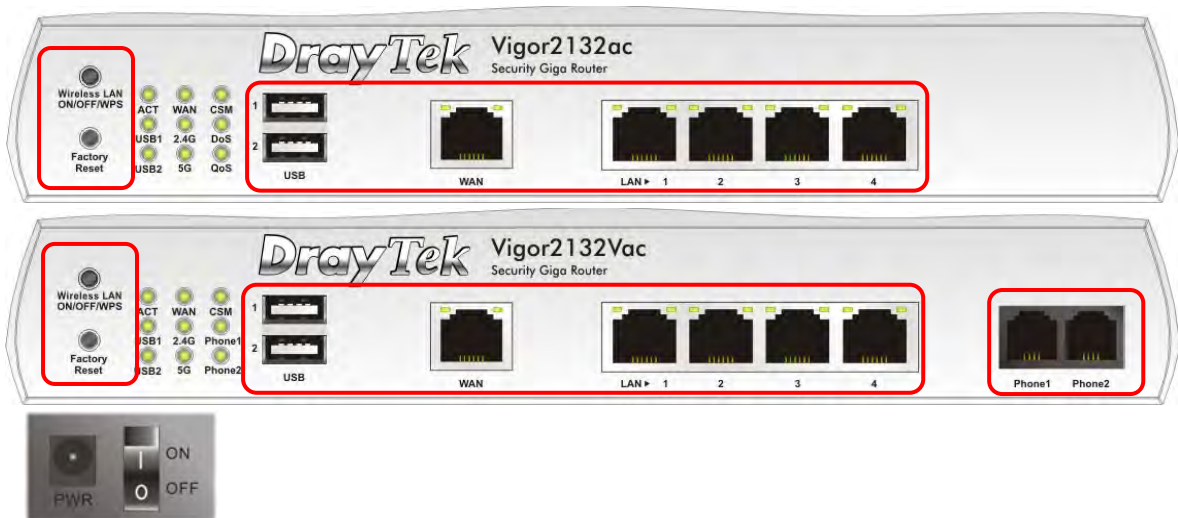 DrayTek Vigor2132ac
Security Giga Router
Wireless LAN
ON/OFF/WPS
ACT WAN CSM
USB1 2.4G DoS
USB2 5G QoS
Factory
Reset
1
2
USB
WAN
LAN► 1 2 3 4
DrayTek Vigor2132Vac
Security Giga Router
Wireless LAN
ON/OFF/WPS
ACT WAN CSM
USB1 2.4G Phone1
USB2 5G Phone2
Factory
Reset
1
2
USB
WAN
LAN► 1 2 3 4
Phone1 Phone2
PWR
I ON
O OFF